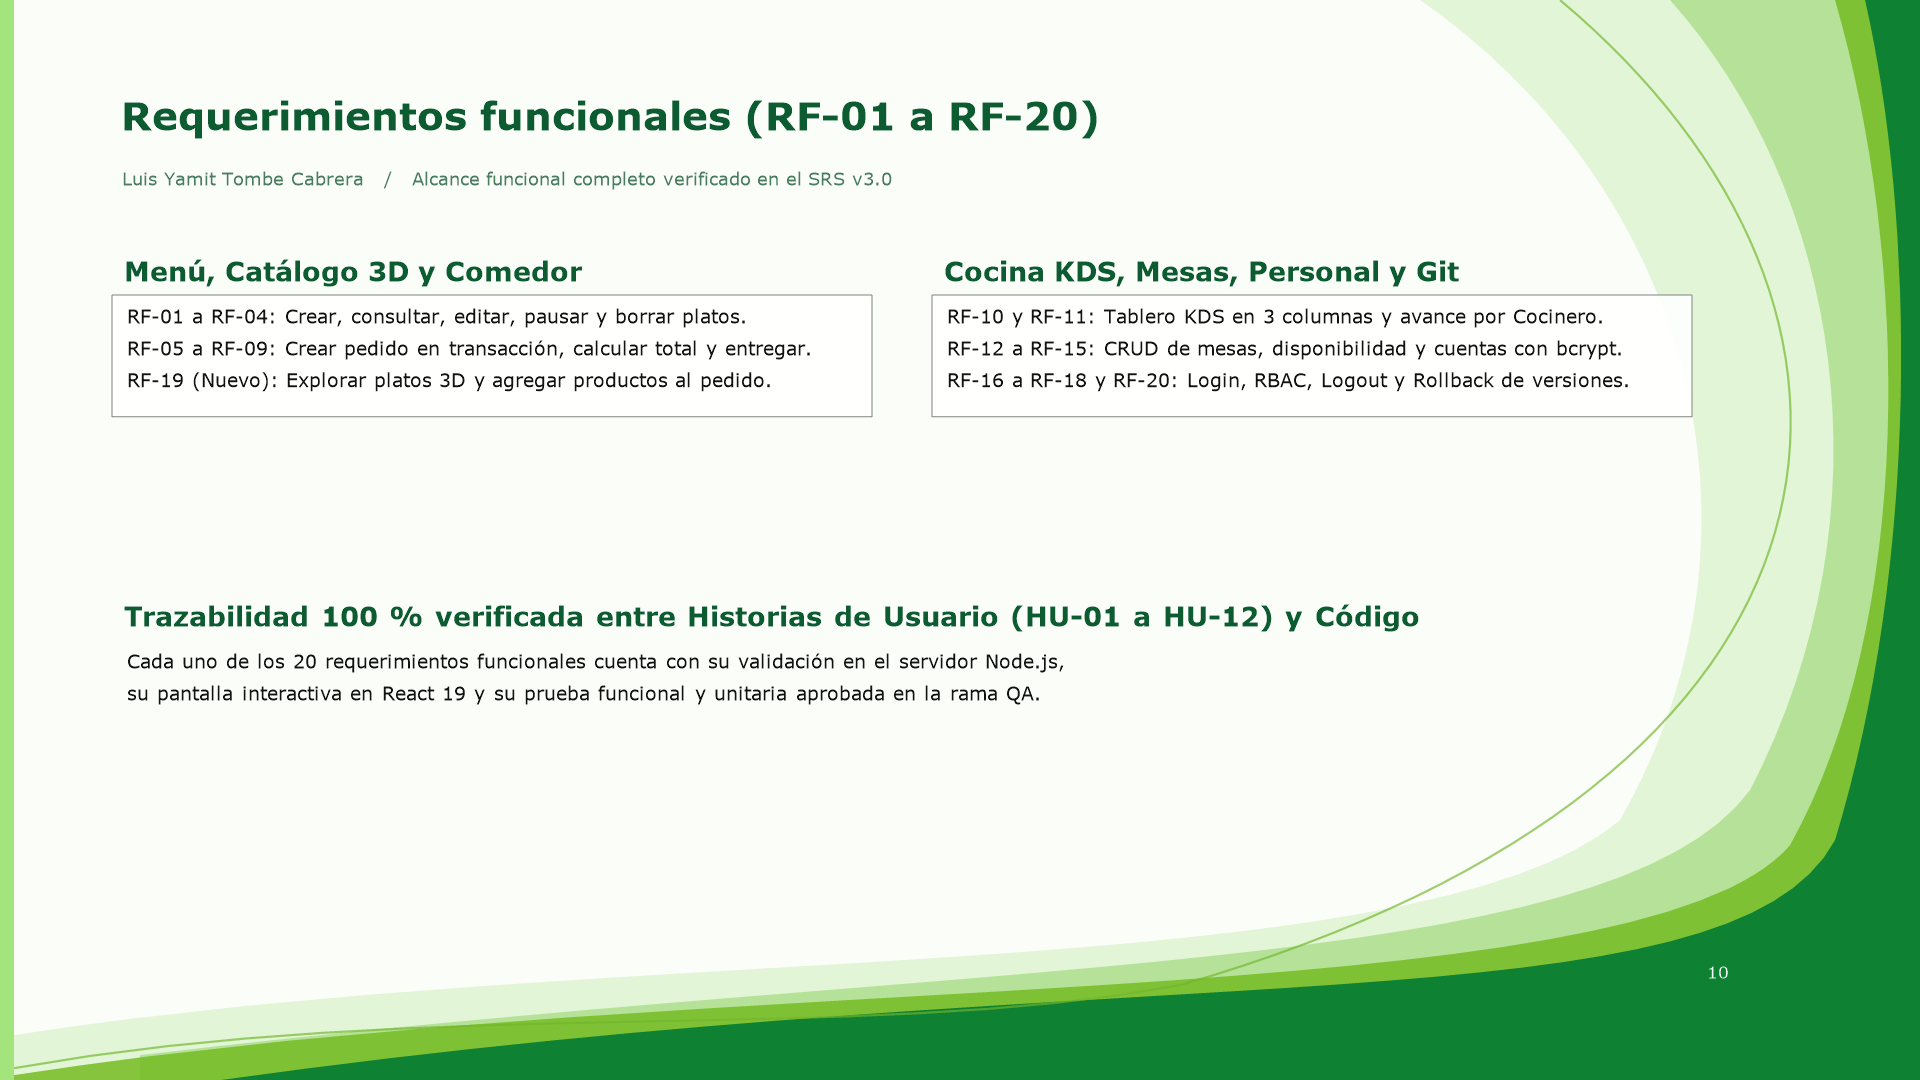 Requerimientos funcionales (RF-01 a RF-20)
Luis Yamit Tombe Cabrera / Alcance funcional completo verificado en el SRS v3.0
Menú, Catálogo 3D y Comedor
RF-01 a RF-04: Crear, consultar, editar, pausar y borrar platos.
RF-05 a RF-09: Crear pedido en transacción, calcular total y entregar.
RF-19 (Nuevo): Explorar platos 3D y agregar productos al pedido.
Cocina KDS, Mesas, Personal y Git
RF-10 y RF-11: Tablero KDS en 3 columnas y avance por Cocinero.
RF-12 a RF-15: CRUD de mesas, disponibilidad y cuentas con bcrypt.
RF-16 a RF-18 y RF-20: Login, RBAC, Logout y Rollback de versiones.
Trazabilidad 100 % verificada entre Historias de Usuario (HU-01 a HU-12) y Código
Cada uno de los 20 requerimientos funcionales cuenta con su validación en el servidor Node.js,
su pantalla interactiva en React 19 y su prueba funcional y unitaria aprobada en la rama QA.
10